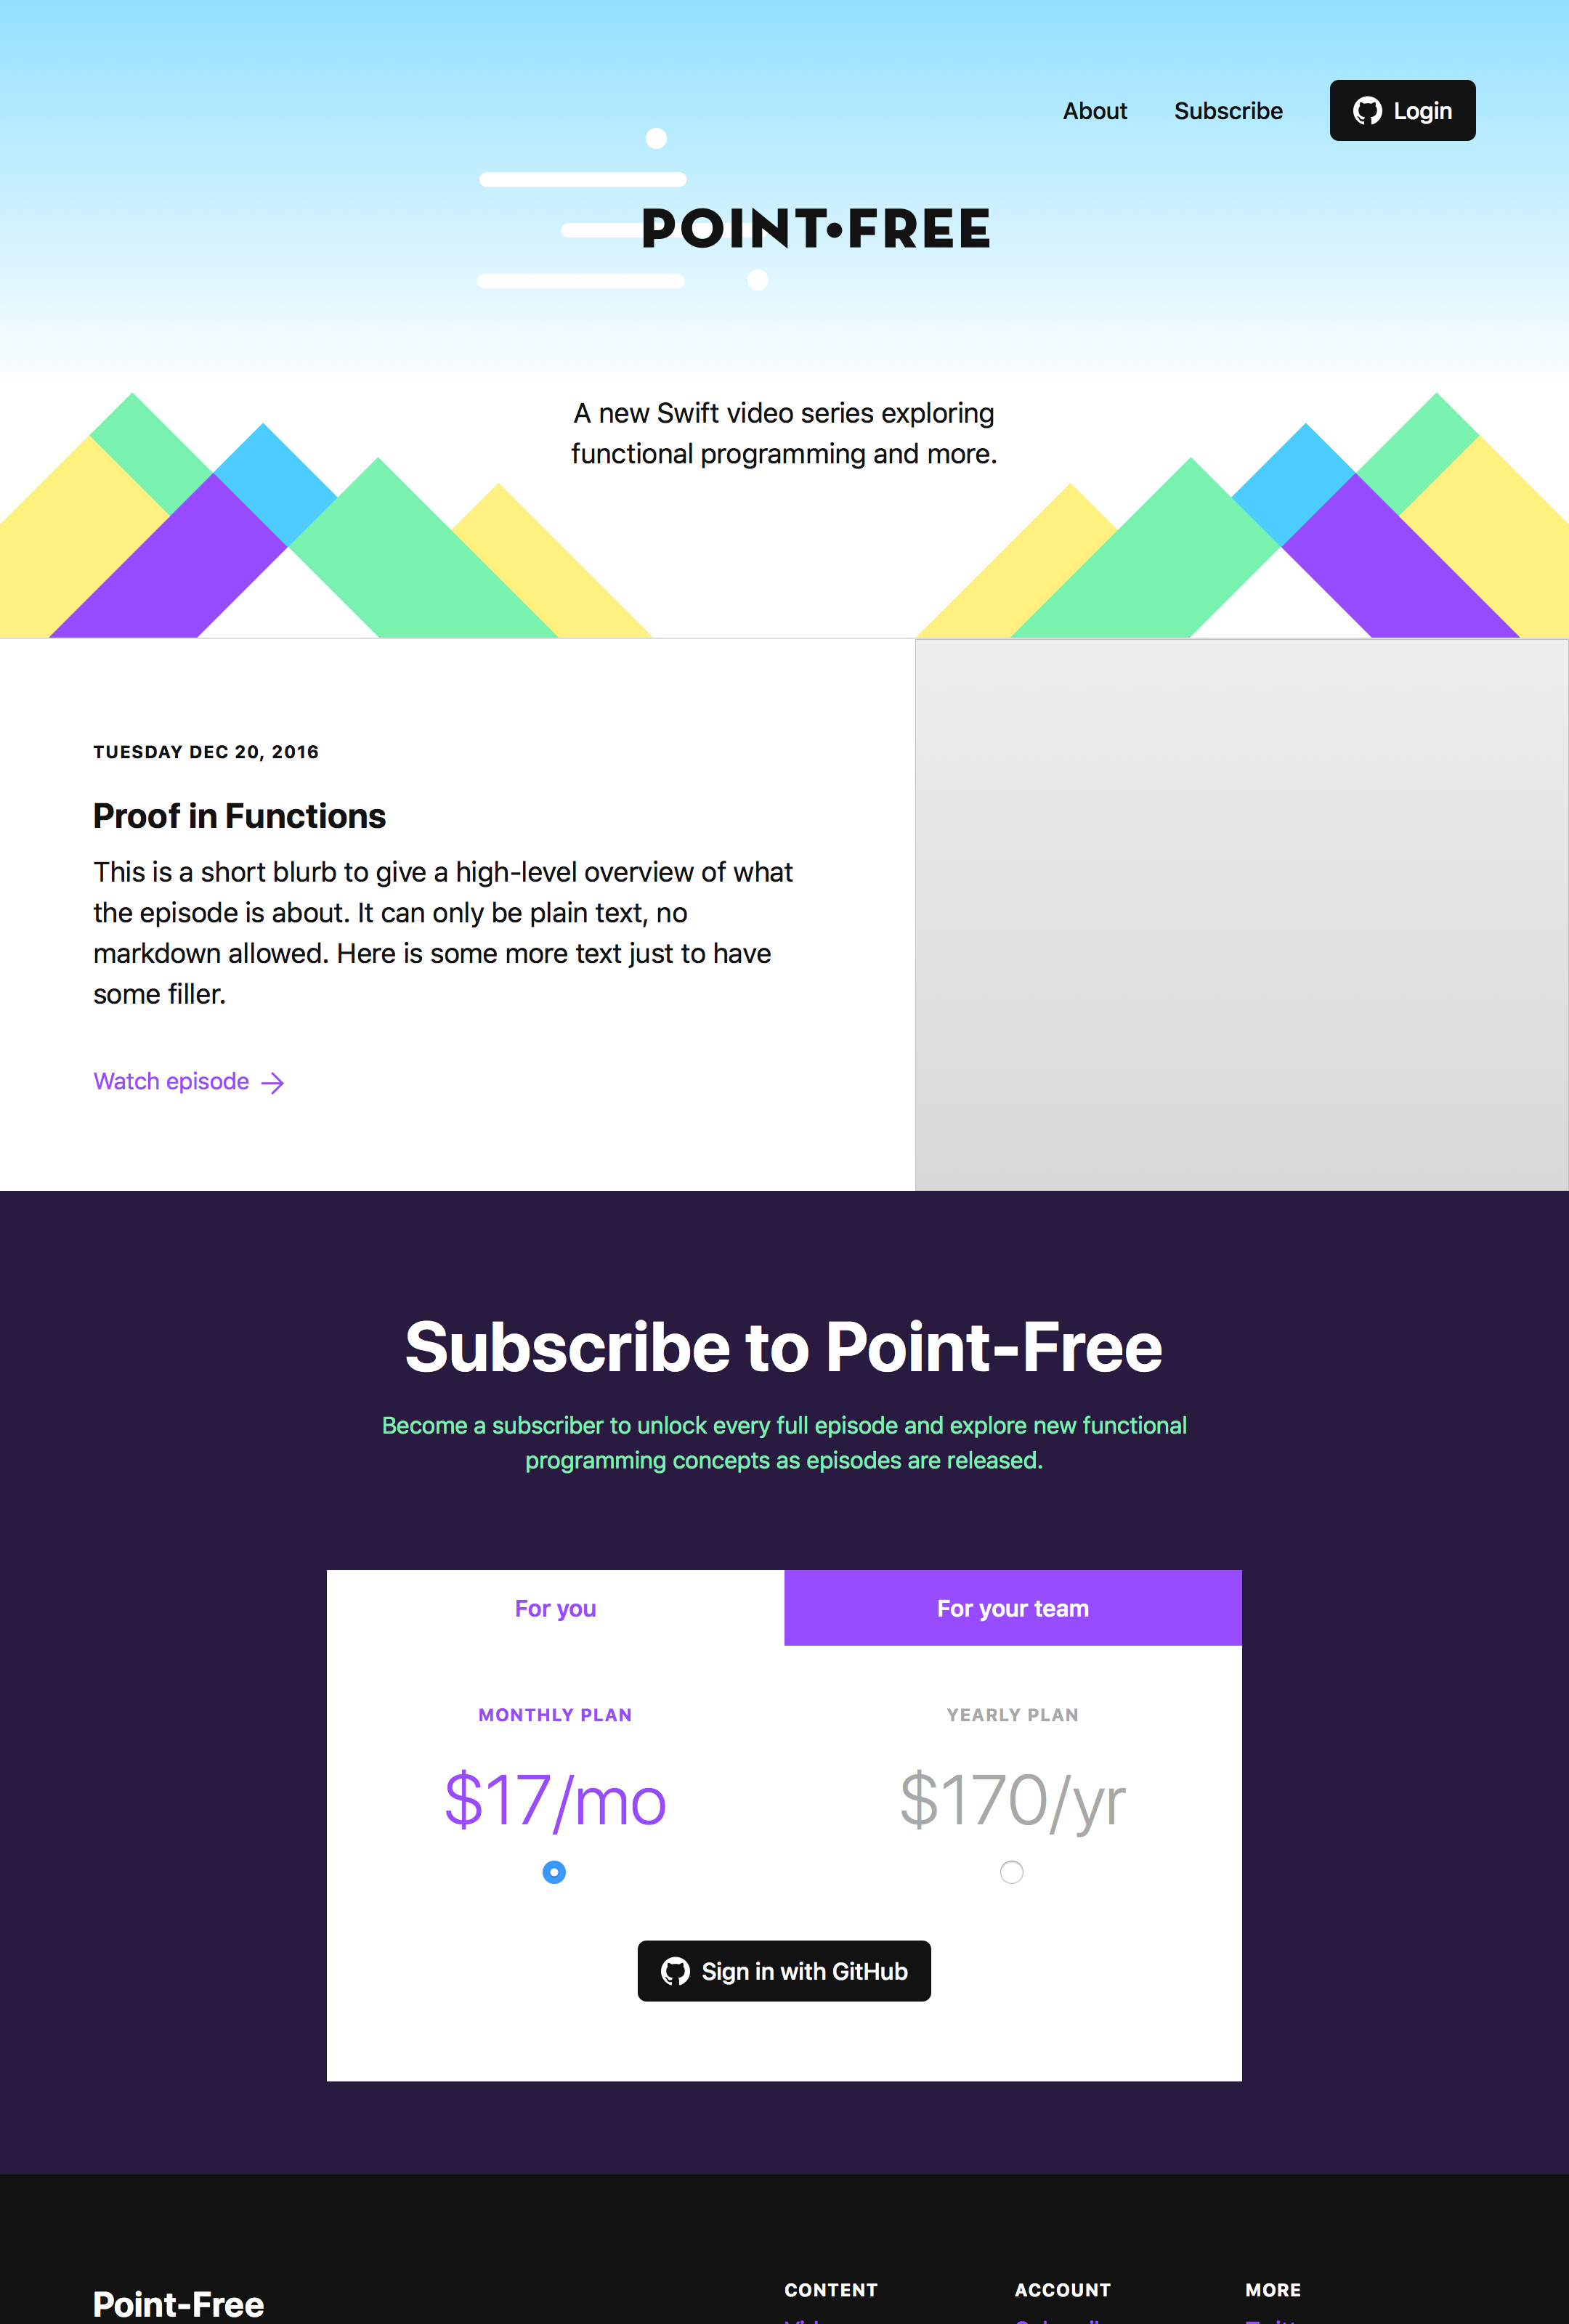 About Subscribe Login
POINT•FREE
A new Swift video series exploring
functional programming and more.
TUESDAY DEC 20, 2016
Proof in Functions
This is a short blurb to give a high-level overview of what
the episode is about. It can only be plain text, no
markdown allowed. Here is some more text just to have
some filler.
Watch episode →
Subscribe to Point-Free
Become a subscriber to unlock every full episode and explore new functional
programming concepts as episodes are released.
For you For your team
MONTHLY PLAN YEARLY PLAN
$17/mo $170/yr
Sign in with GitHub
Point-Free CONTENT ACCOUNT MORE